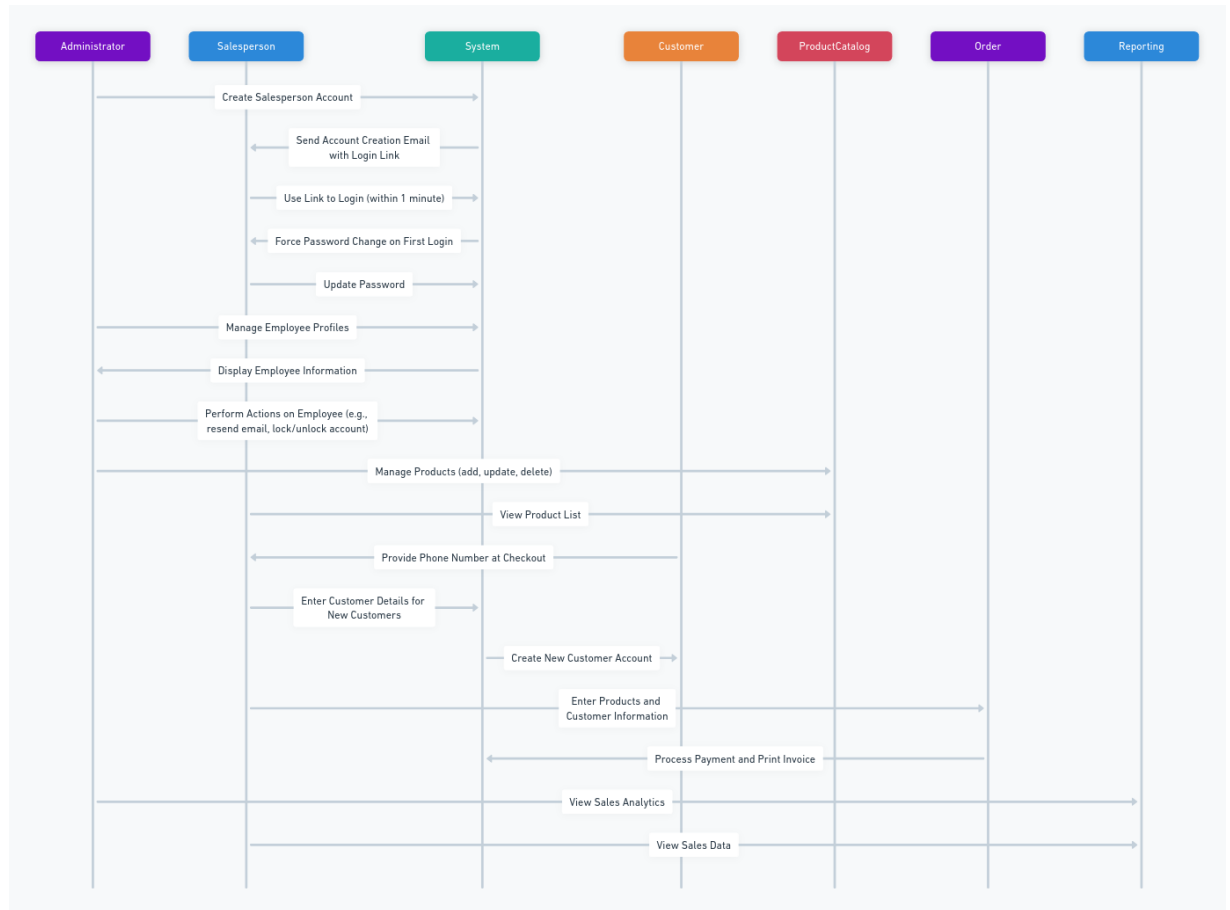 Administrator
Salesperson
System
Customer
ProductCatalog
Order
Reporting
Create Salesperson Account
Send Account Creation Email
with Login Link
Use Link to Login (within 1 minute)
Force Password Change on First Login
Update Password
Manage Employee Profiles
Display Employee Information
Perform Actions on Employee (e.g.,
resend email, lock/unlock account)
Manage Products (add, update, delete)
View Product List
Provide Phone Number at Checkout
Enter Customer Details for
New Customers
Create New Customer Account
Enter Products and
Customer Information
Process Payment and Print Invoice
View Sales Analytics
View Sales Data